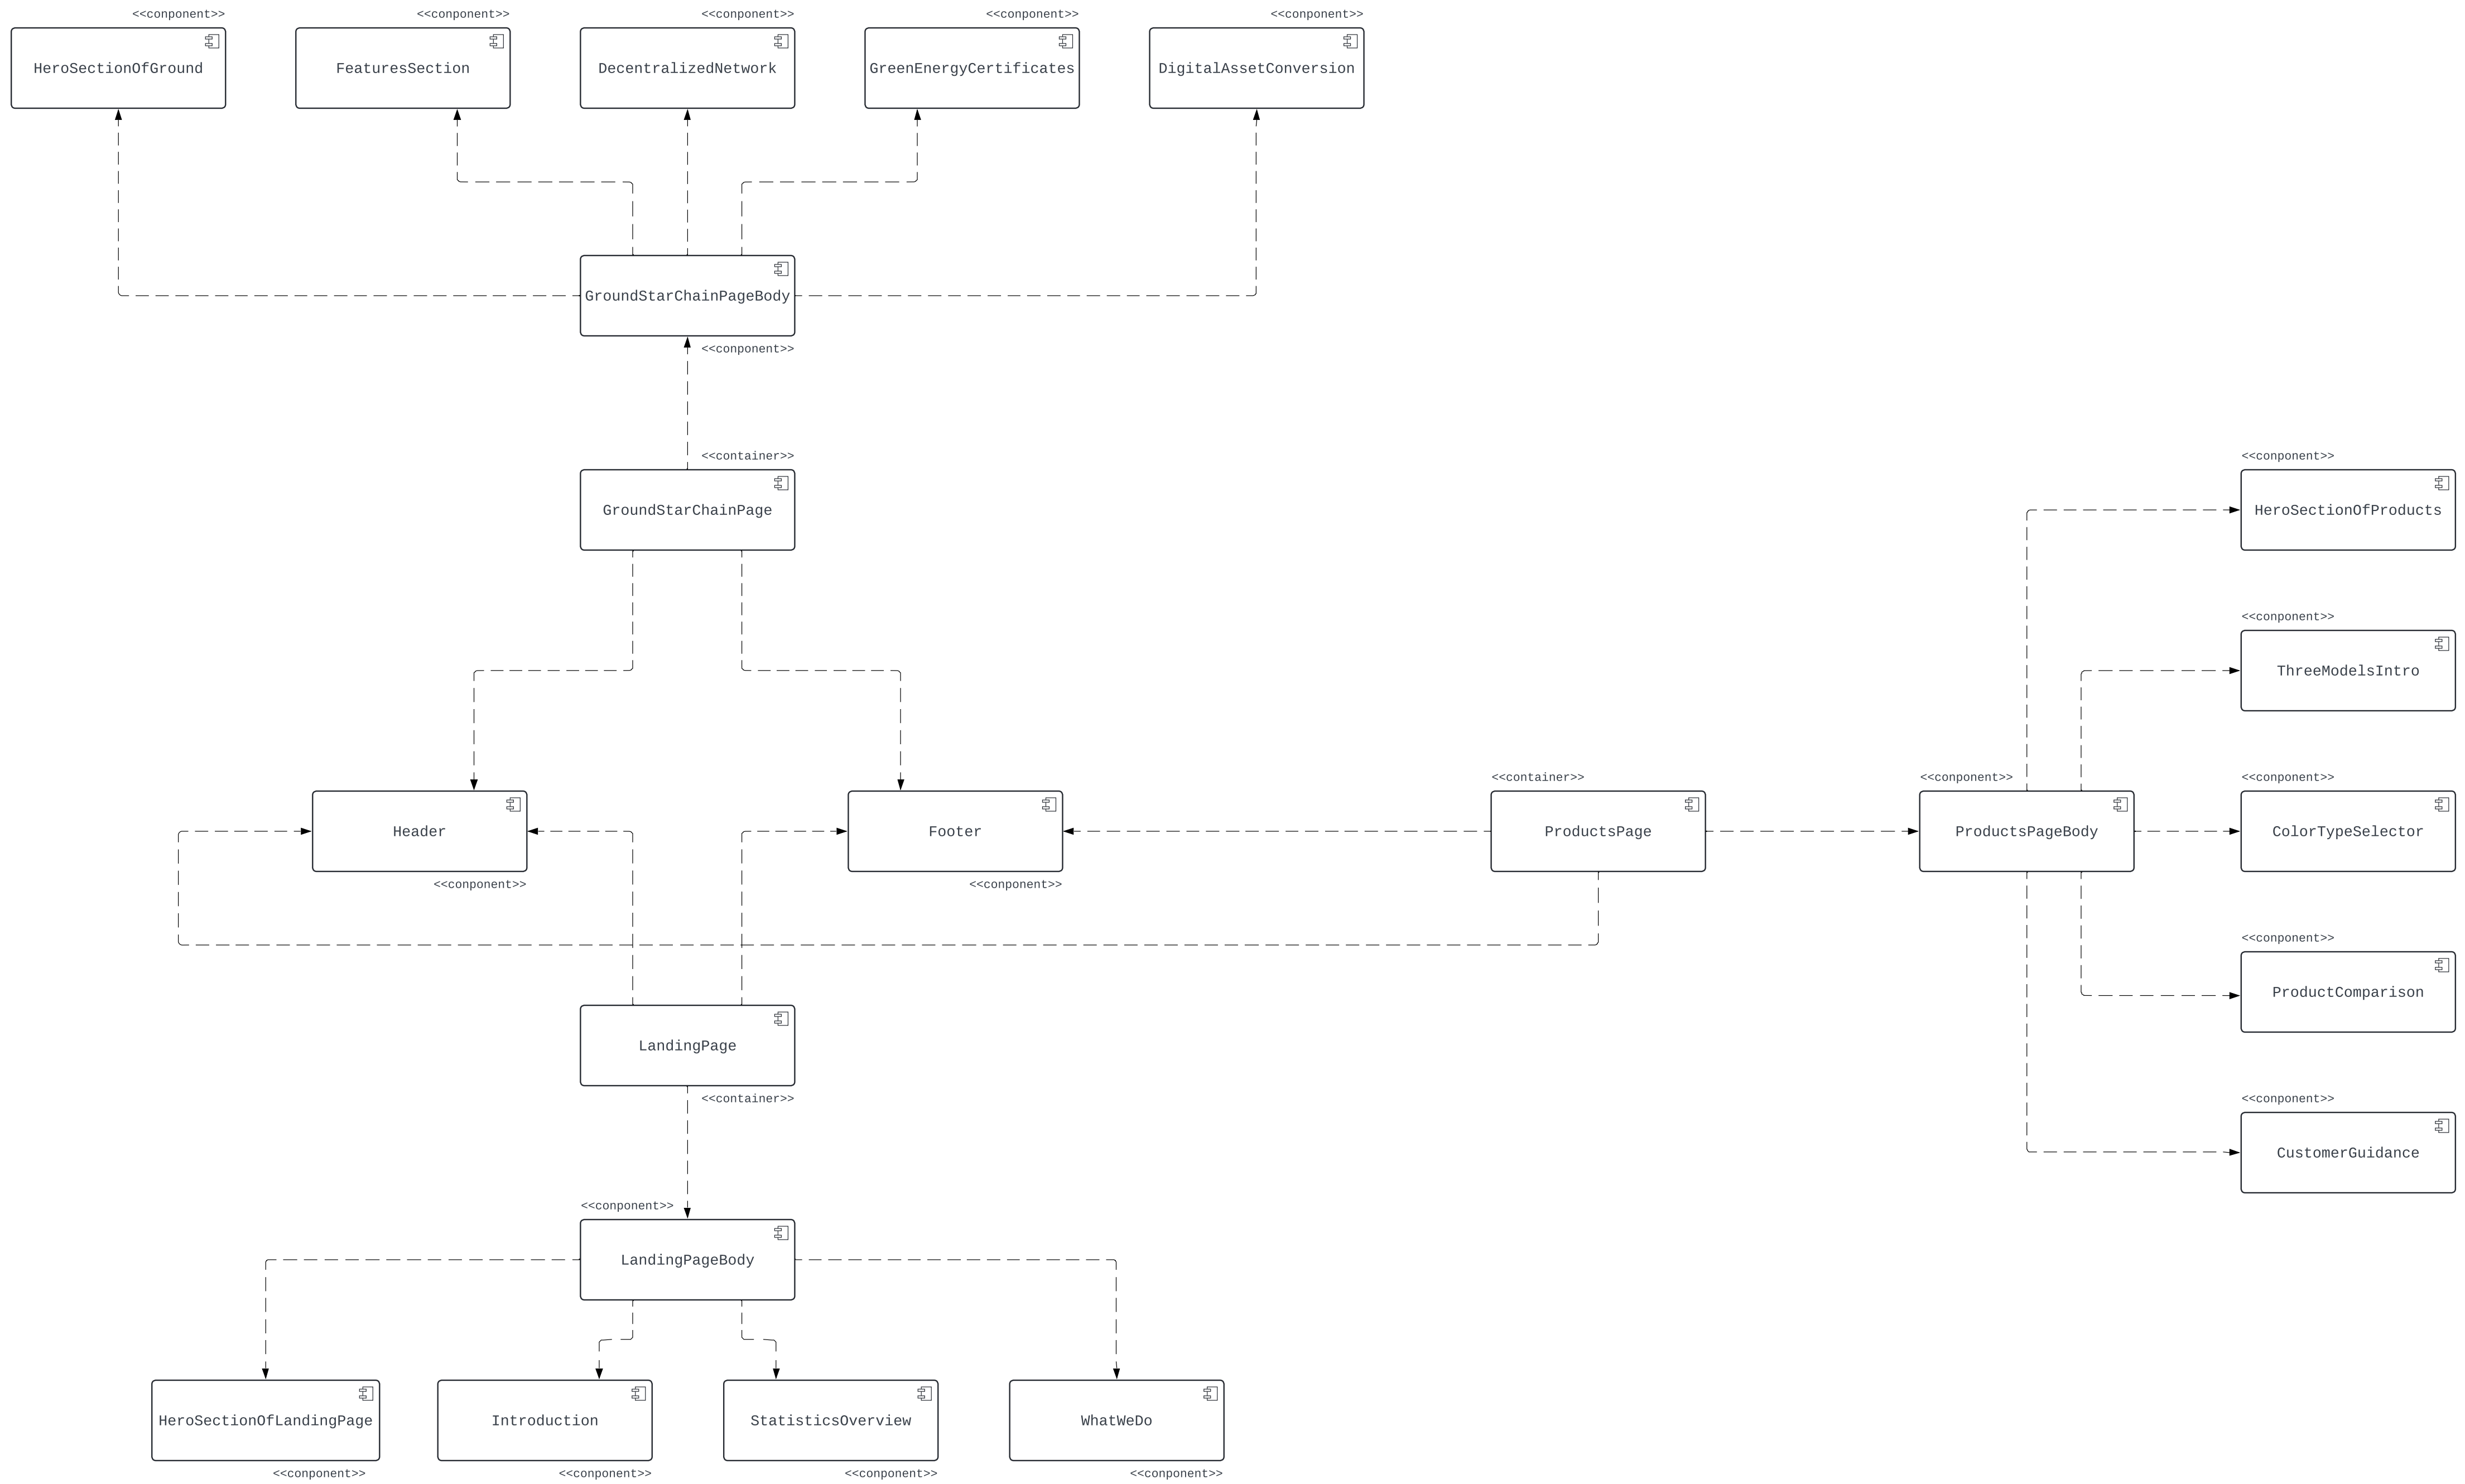 <<conponent>>
<<conponent>>
<<conponent>>
<<conponent>>
<<conponent>>
HeroSectionOfGround
FeaturesSection
DecentralizedNetwork
GreenEnergyCertificates
DigitalAssetConversion
GroundStarChainPageBody
<<conponent>>
<<container>>
GroundStarChainPage
<<conponent>>
HeroSectionOfProducts
<<conponent>>
ThreeModelsIntro
<<container>>
<<conponent>>
<<conponent>>
Header
Footer
ProductsPage
ProductsPageBody
ColorTypeSelector
<<conponent>>
<<conponent>>
<<conponent>>
ProductComparison
LandingPage
<<container>>
<<conponent>>
CustomerGuidance
<<conponent>>
LandingPageBody
HeroSectionOfLandingPage
Introduction
StatisticsOverview
WhatWeDo
<<conponent>>
<<conponent>>
<<conponent>>
<<conponent>>